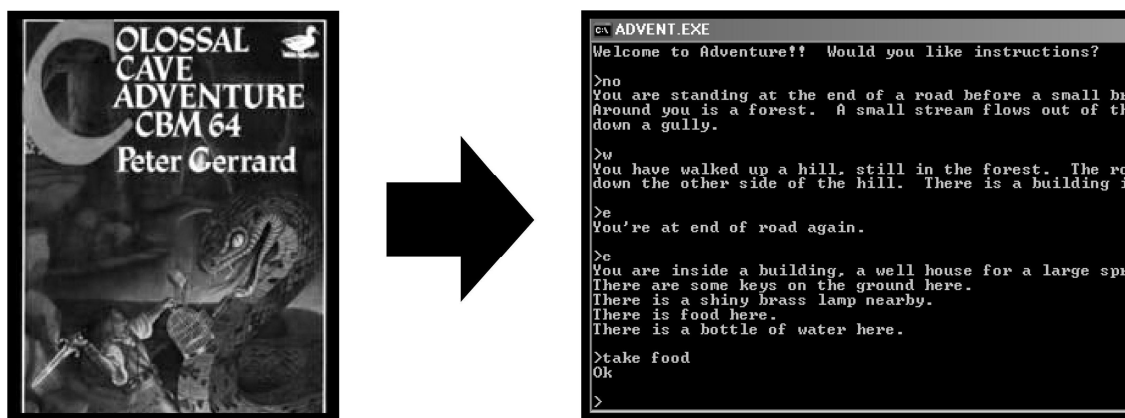 COLOSSAL
CAVE
ADVENTURE
CBM 64
Peter Gerrard
ADVENT.EXE
Welcome to Adventure!! Would you like instructions?
>no
You are standing at the end of a road before a small br
Around you is a forest. A small stream flows out of th
down a gully.
>w
You have walked up a hill, still in the forest. The ro
down the other side of the hill. There is a building i
>e
You're at end of road again.
>e
You are inside a building, a well house for a large spr
There are some keys on the ground here.
There is a shiny brass lamp nearby.
There is food here.
There is a bottle of water here.
>take food
Ok
>